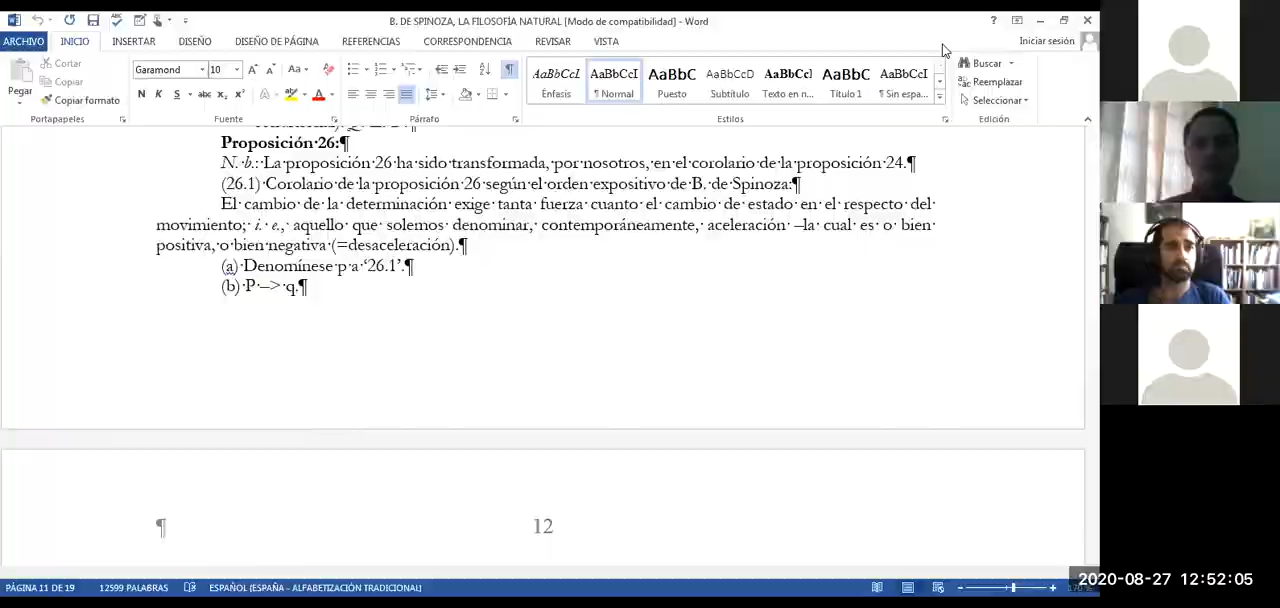 B. DE SPINOZA, LA FILOSOFÍA NATURAL [Modo de compatibilidad] - Word
ARCHIVO INICIO INSERTAR DISEÑO DISEÑO DE PÁGINA REFERENCIAS CORRESPONDENCIA REVISAR VISTA Iniciar sesión
Pegar
Cortar
Copiar
Copiar formato
Portapapeles
Garamond 10
Fuente
Párrafo
AaBbCcI AaBbCcI AaBbC AaBbCcD AaBbCcI AaBbC AaBbCcI
Énfasis ¶ Normal Puesto Subtítulo Texto en n... Título 1 ¶ Sin espa...
Estilos
Buscar
Reemplazar
Seleccionar
Edición
Proposición 26:¶
N. b.: La proposición 26 ha sido transformada, por nosotros, en el corolario de la proposición 24.¶
(26.1) Corolario de la proposición 26 según el orden expositivo de B. de Spinoza:¶
El cambio de la determinación exige tanta fuerza cuanto el cambio de estado en el respecto del
movimiento; i. e., aquello que solemos denominar, contemporáneamente, aceleración –la cual es o bien
positiva, o bien negativa (=desaceleración).¶
(a) Denomínese p a ‘26.1’.¶
(b) P –> q.¶
¶ 12
PÁGINA 11 DE 19 12599 PALABRAS ESPAÑOL (ESPAÑA - ALFABETIZACIÓN TRADICIONAL)
2020-08-27 12:52:05